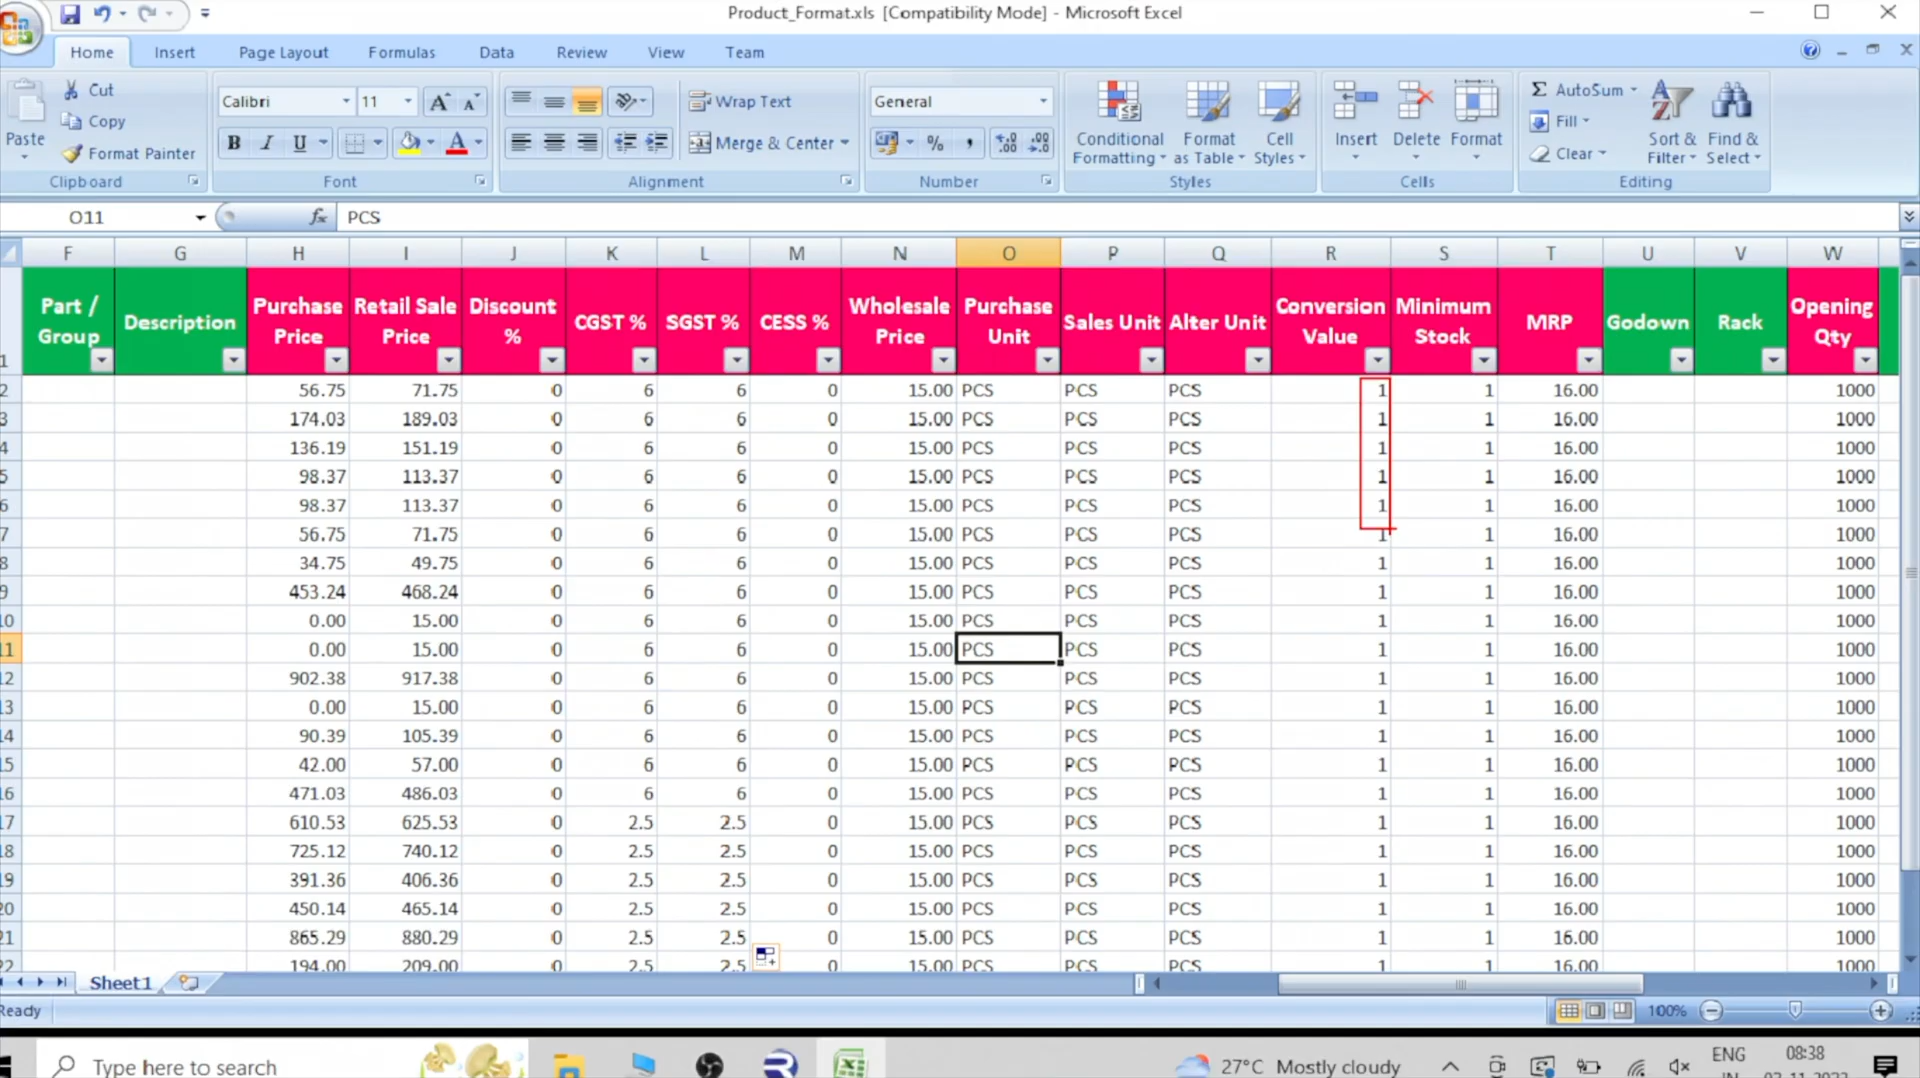 Product_Format.xls [Compatibility Mode] - Microsoft Excel
Home Insert Page Layout Formulas Data Review View Team
Paste Cut Copy Format Painter Clipboard
Calibri 11 B I U Font
Wrap Text Merge & Center Alignment
General % , Number
Conditional Formatting Format as Table Cell Styles Styles
Insert Delete Format Cells
AutoSum Fill Clear Sort & Filter Find & Select Editing
O11 fx PCS
F G H I J K L M N O P Q R S T U V W
1 Part / Group Description Purchase Price Retail Sale Price Discount % CGST % SGST % CESS % Wholesale Price Purchase Unit Sales Unit Alter Unit Conversion Value Minimum Stock MRP Godown Rack Opening Qty
2 56.75 71.75 0 6 6 0 15.00 PCS PCS PCS 1 1 16.00 1000
3 174.03 189.03 0 6 6 0 15.00 PCS PCS PCS 1 1 16.00 1000
4 136.19 151.19 0 6 6 0 15.00 PCS PCS PCS 1 1 16.00 1000
5 98.37 113.37 0 6 6 0 15.00 PCS PCS PCS 1 1 16.00 1000
6 98.37 113.37 0 6 6 0 15.00 PCS PCS PCS 1 1 16.00 1000
7 56.75 71.75 0 6 6 0 15.00 PCS PCS PCS 1 1 16.00 1000
8 34.75 49.75 0 6 6 0 15.00 PCS PCS PCS 1 1 16.00 1000
9 453.24 468.24 0 6 6 0 15.00 PCS PCS PCS 1 1 16.00 1000
10 0.00 15.00 0 6 6 0 15.00 PCS PCS PCS 1 1 16.00 1000
11 0.00 15.00 0 6 6 0 15.00 PCS PCS PCS 1 1 16.00 1000
12 902.38 917.38 0 6 6 0 15.00 PCS PCS PCS 1 1 16.00 1000
13 0.00 15.00 0 6 6 0 15.00 PCS PCS PCS 1 1 16.00 1000
14 90.39 105.39 0 6 6 0 15.00 PCS PCS PCS 1 1 16.00 1000
15 42.00 57.00 0 6 6 0 15.00 PCS PCS PCS 1 1 16.00 1000
16 471.03 486.03 0 6 6 0 15.00 PCS PCS PCS 1 1 16.00 1000
17 610.53 625.53 0 2.5 2.5 0 15.00 PCS PCS PCS 1 1 16.00 1000
18 725.12 740.12 0 2.5 2.5 0 15.00 PCS PCS PCS 1 1 16.00 1000
19 391.36 406.36 0 2.5 2.5 0 15.00 PCS PCS PCS 1 1 16.00 1000
20 450.14 465.14 0 2.5 2.5 0 15.00 PCS PCS PCS 1 1 16.00 1000
21 865.29 880.29 0 2.5 2.5 0 15.00 PCS PCS PCS 1 1 16.00 1000
22 194.00 209.00 0 2.5 2.5 0 15.00 PCS PCS PCS 1 1 16.00 1000
Sheet1
Ready 100%
Type here to search 27°C Mostly cloudy ENG 08:38